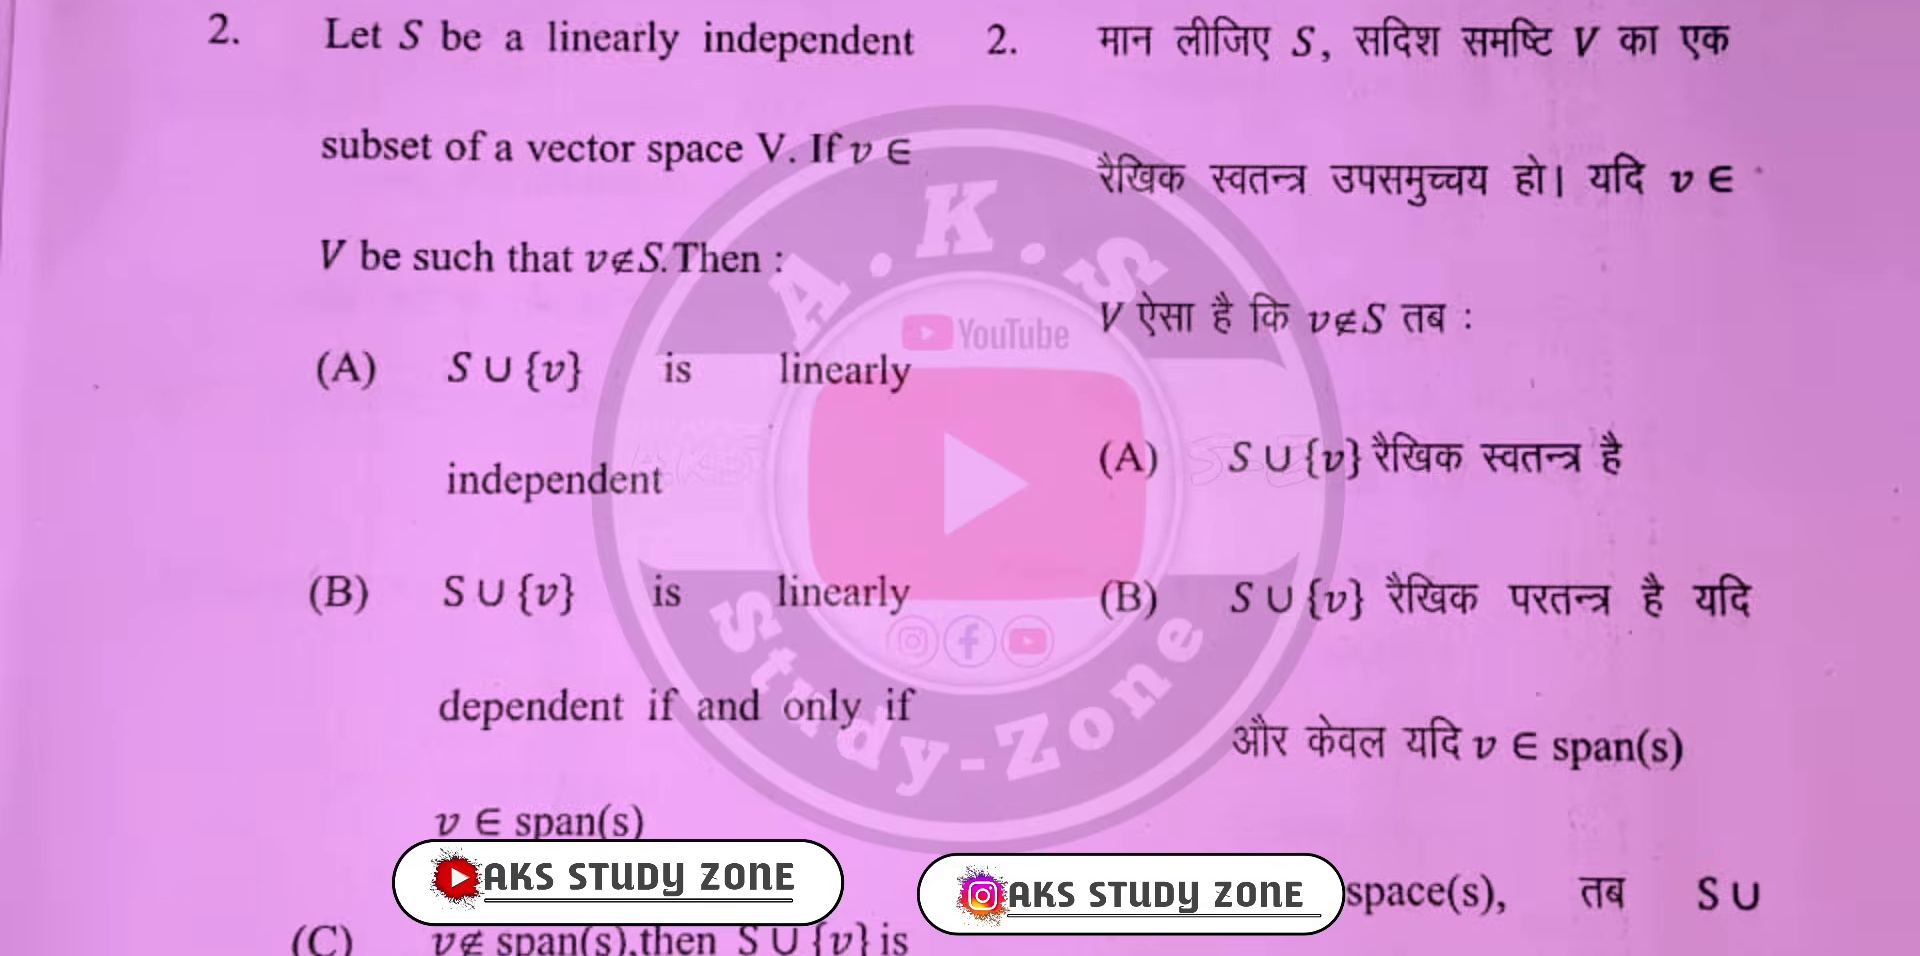 2. Let S be a linearly independent
subset of a vector space V. If v ∈
V be such that v∉S.Then :
(A) S ∪ {v} is linearly
independent
(B) S ∪ {v} is linearly
dependent if and only if
v ∈ span(s)
(C) v∉ span(s),then S ∪ {v} is
2. मान लीजिए S, सदिश समष्टि V का एक
रैखिक स्वतन्त्र उपसमुच्चय हो। यदि v ∈
V ऐसा है कि v∉S तब :
(A) S ∪ {v} रैखिक स्वतन्त्र है
(B) S ∪ {v} रैखिक परतन्त्र है यदि
और केवल यदि v ∈ span(s)
space(s), तब S ∪
A.K.S
YouTube
Study-Zone
AKS STUDY ZONE
AKS STUDY ZONE